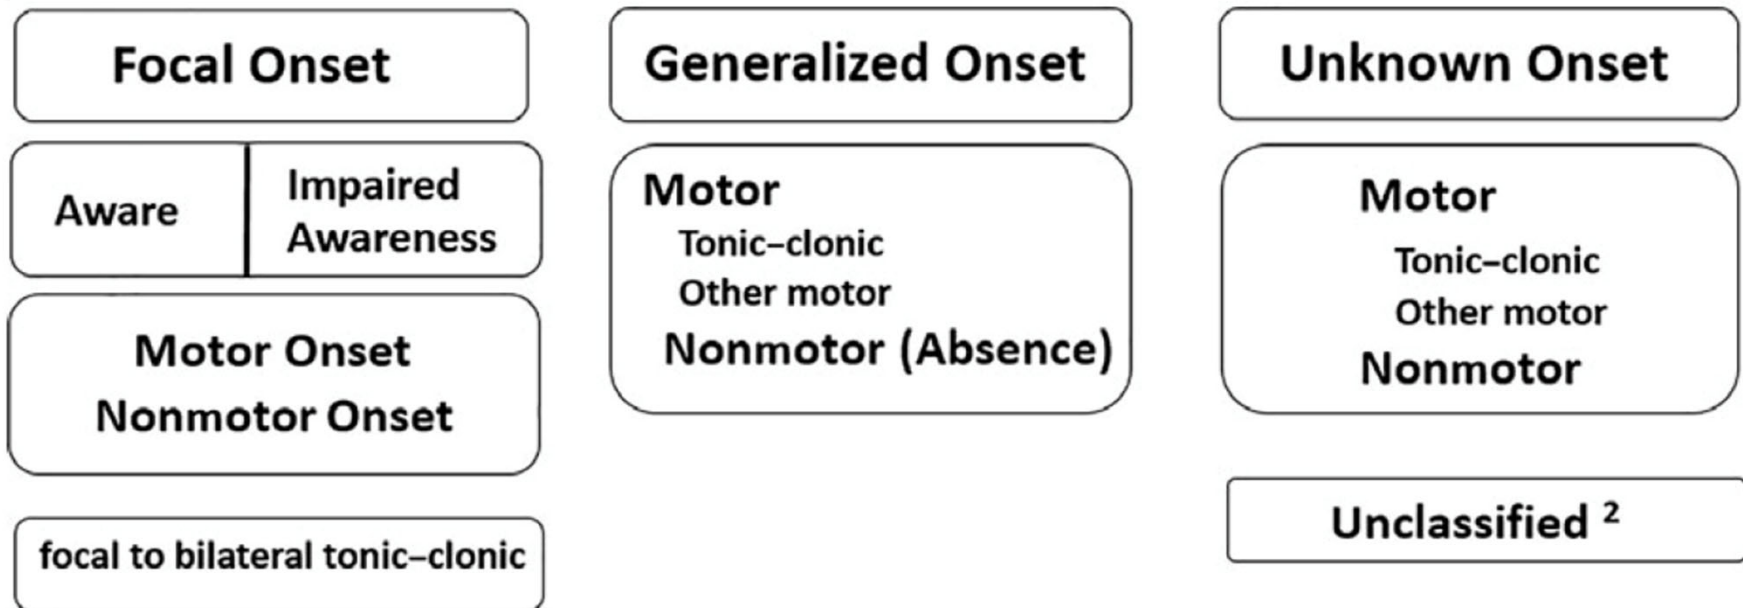 Focal Onset
Aware
Impaired
Awareness
Motor Onset
Nonmotor Onset
focal to bilateral tonic–clonic
Generalized Onset
Motor
Tonic–clonic
Other motor
Nonmotor (Absence)
Unknown Onset
Motor
Tonic–clonic
Other motor
Nonmotor
Unclassified ²